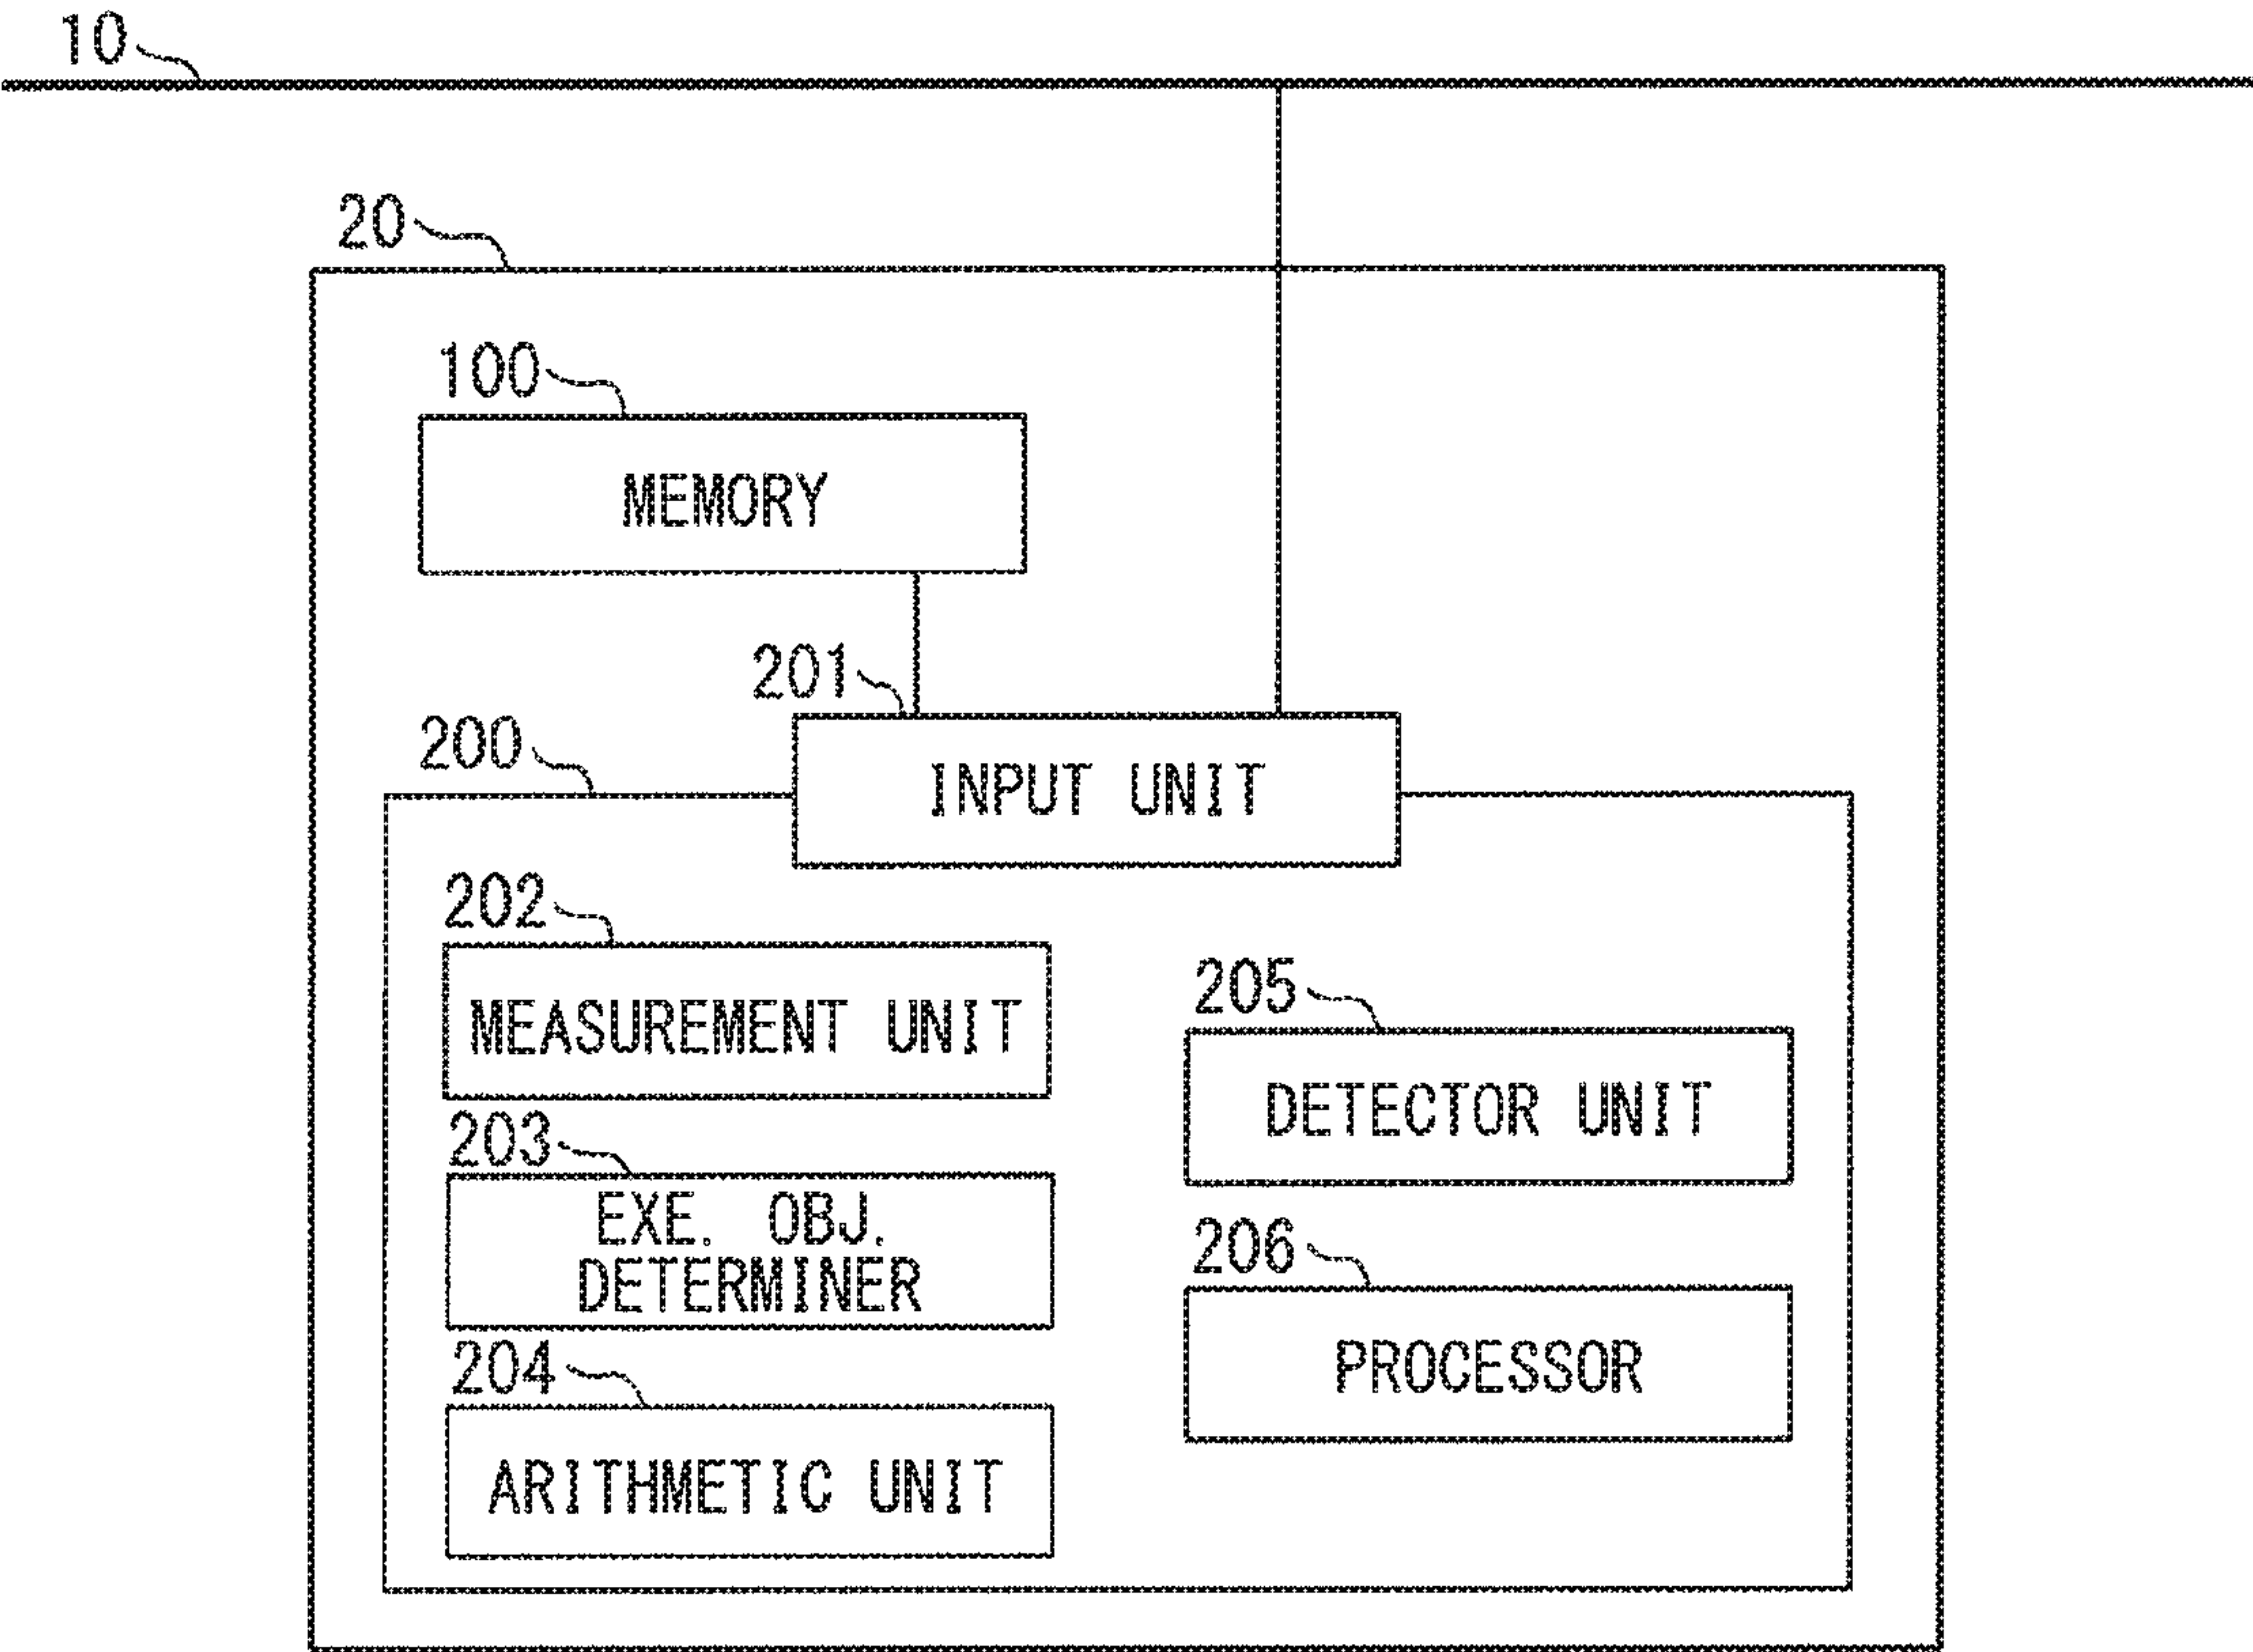 10
20
100
MEMORY
201
200
INPUT UNIT
202
MEASUREMENT UNIT
203
EXE. OBJ.
DETERMINER
204
ARITHMETIC UNIT
205
DETECTOR UNIT
206
PROCESSOR